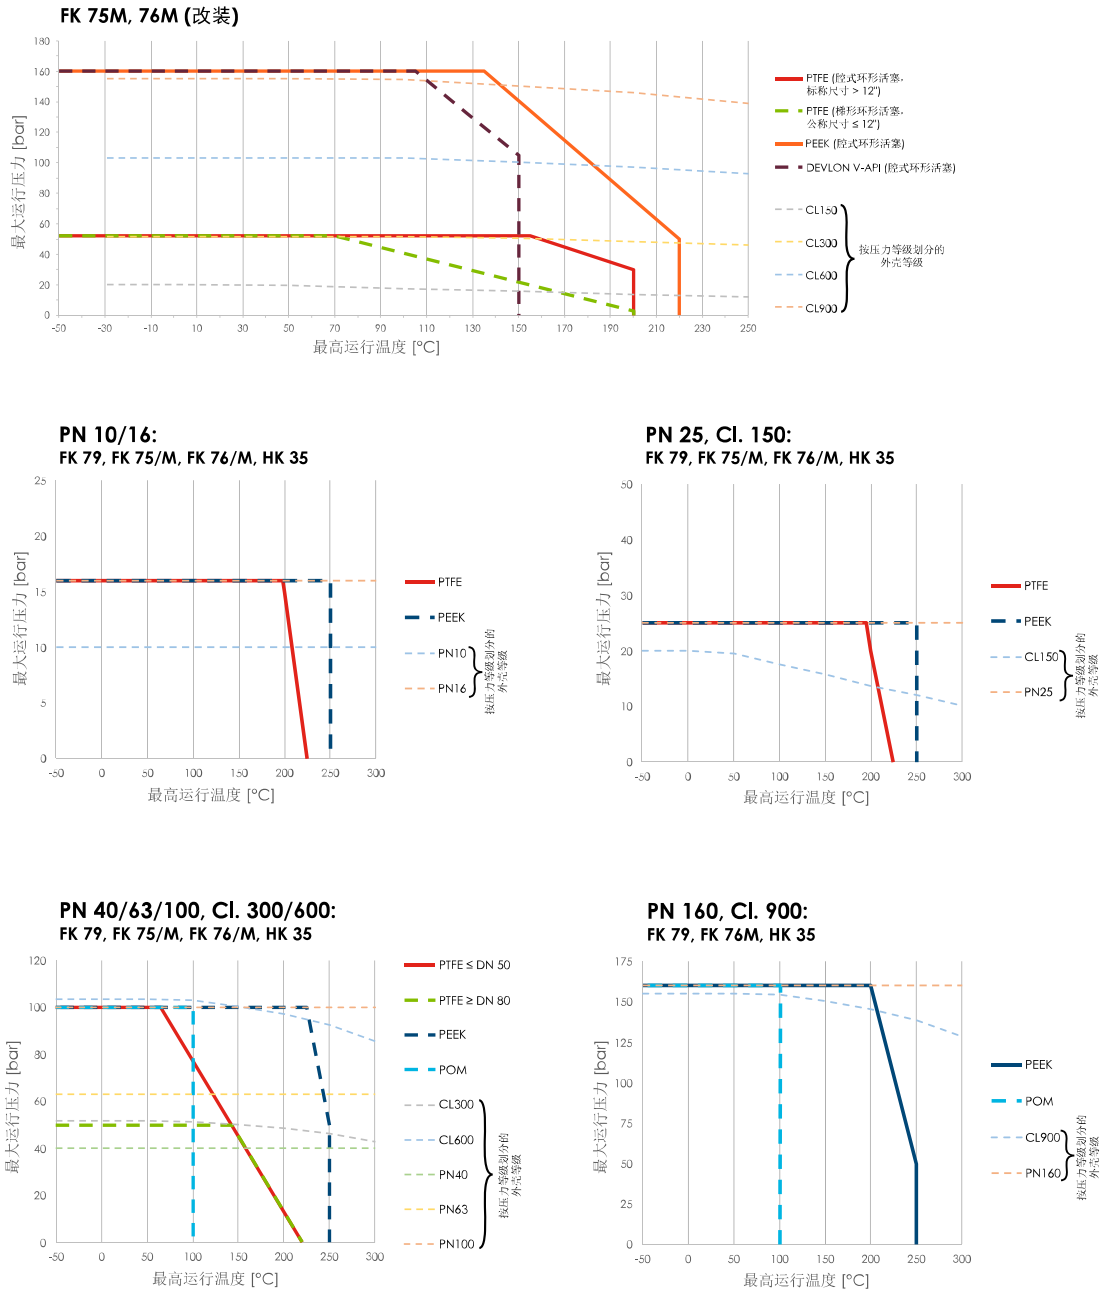 FK 75M, 76M (改装)
180
160
140
120
100
80
60
40
20
0
-50
-30
-10
10
30
50
70
90
110
130
150
170
190
210
230
250
最大运行压力 [bar]
最高运行温度 [°C]
PTFE (腔式环形活塞,
标称尺寸 > 12")
PTFE (梯形环形活塞,
公称尺寸 ≤ 12")
PEEK (腔式环形活塞)
DEVLON V-API (腔式环形活塞)
CL150
CL300
CL600
CL900
按压力等级划分的
外壳等级
PN 10/16:
FK 79, FK 75/M, FK 76/M, HK 35
25
20
15
10
5
0
-50
0
50
100
150
200
250
300
最大运行压力 [bar]
最高运行温度 [°C]
PTFE
PEEK
PN10
PN16
按压力等级划分的
外壳等级
PN 25, Cl. 150:
FK 79, FK 75/M, FK 76/M, HK 35
50
40
30
20
10
0
-50
0
50
100
150
200
250
300
最大运行压力 [bar]
最高运行温度 [°C]
PTFE
PEEK
CL150
PN25
按压力等级划分的
外壳等级
PN 40/63/100, Cl. 300/600:
FK 79, FK 75/M, FK 76/M, HK 35
120
100
80
60
40
20
0
-50
0
50
100
150
200
250
300
最大运行压力 [bar]
最高运行温度 [°C]
PTFE ≤ DN 50
PTFE ≥ DN 80
PEEK
POM
CL300
CL600
PN40
PN63
PN100
按压力等级划分的
外壳等级
PN 160, Cl. 900:
FK 79, FK 76M, HK 35
175
150
125
100
75
50
25
0
-50
0
50
100
150
200
250
300
最大运行压力 [bar]
最高运行温度 [°C]
PEEK
POM
CL900
PN160
按压力等级划分的
外壳等级